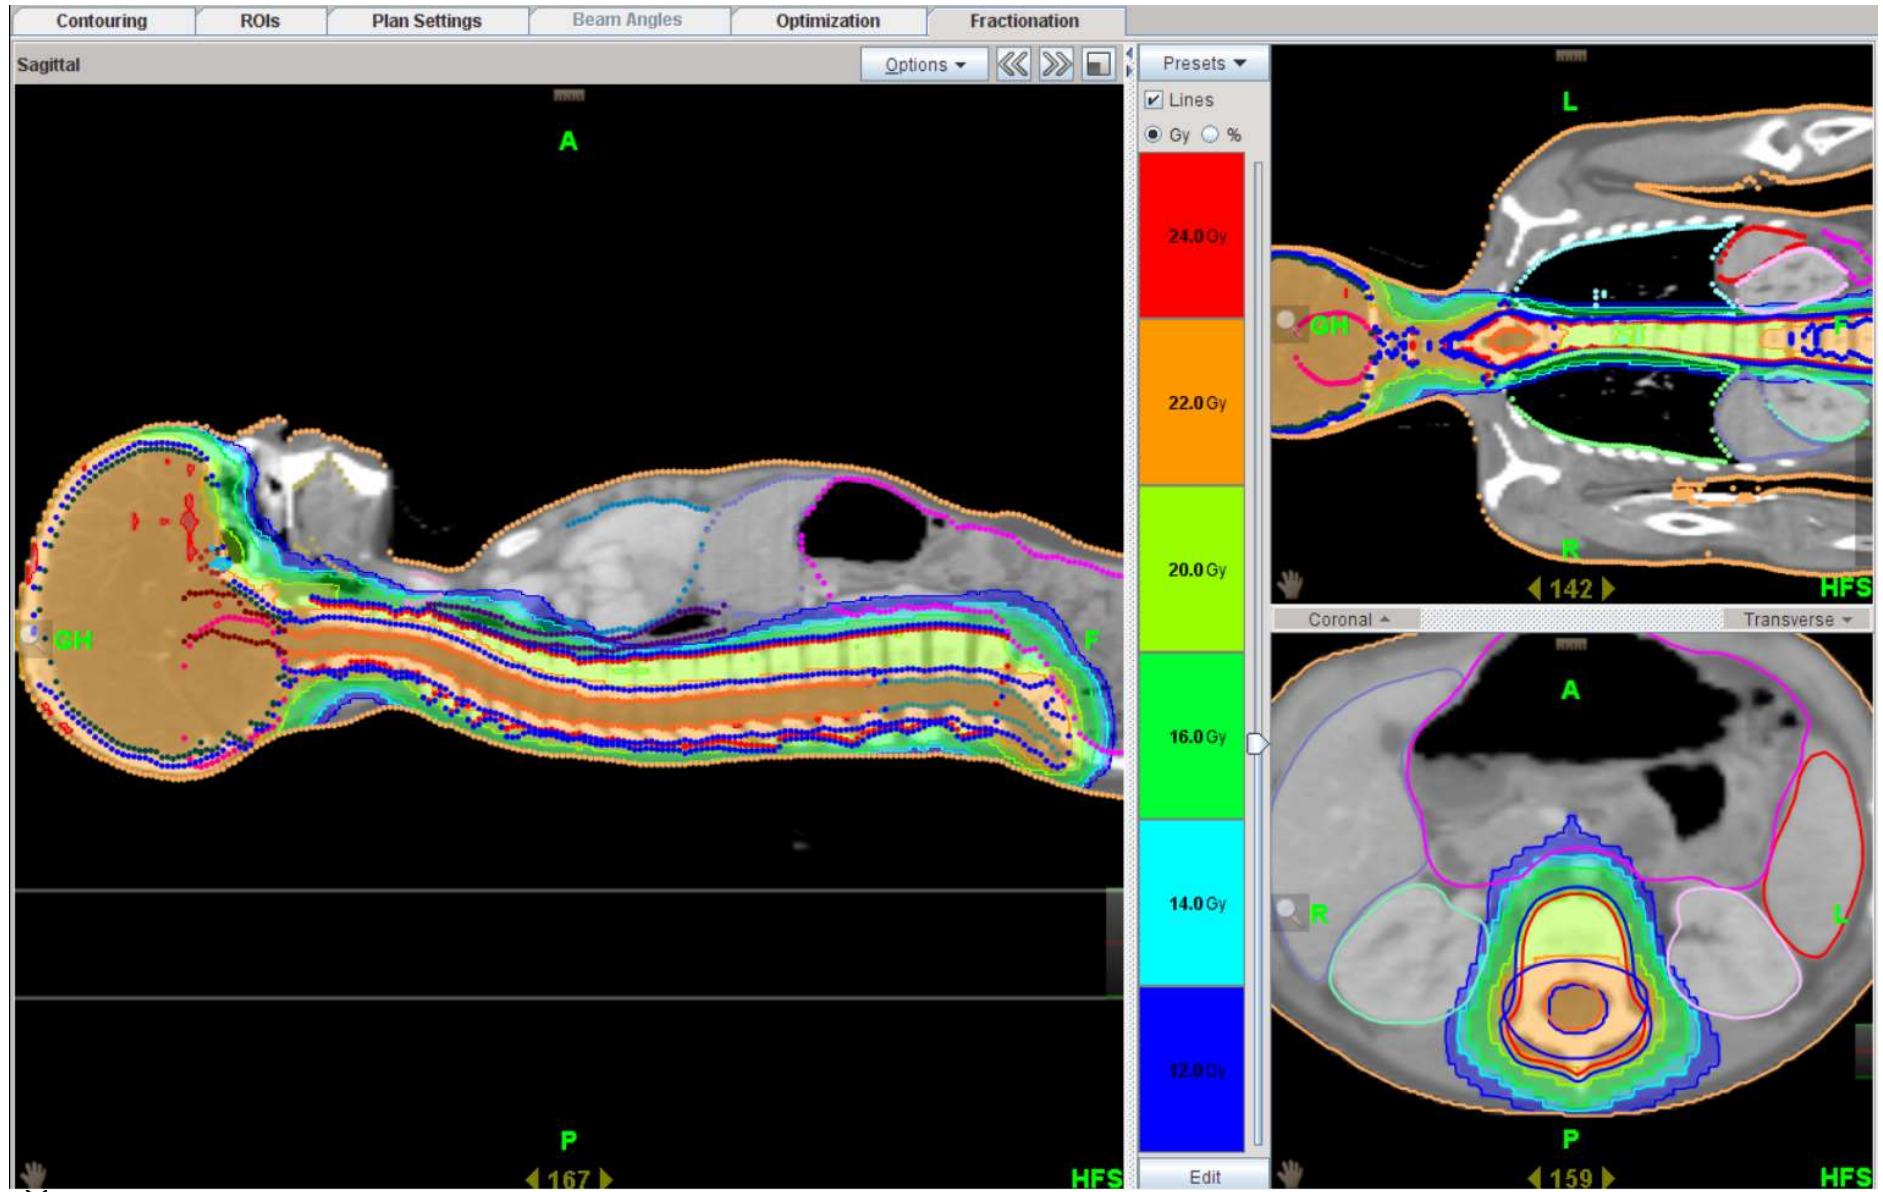 Contouring ROIs Plan Settings Beam Angles Optimization Fractionation
Sagittal Options
A
GH
F
P
167
HFS
Presets
Lines
Gy %
24.0 Gy
22.0 Gy
20.0 Gy
16.0 Gy
14.0 Gy
12.0 Gy
Edit
L
GH
F
R
142
HFS
Coronal Transverse
A
R
L
P
159
HFS